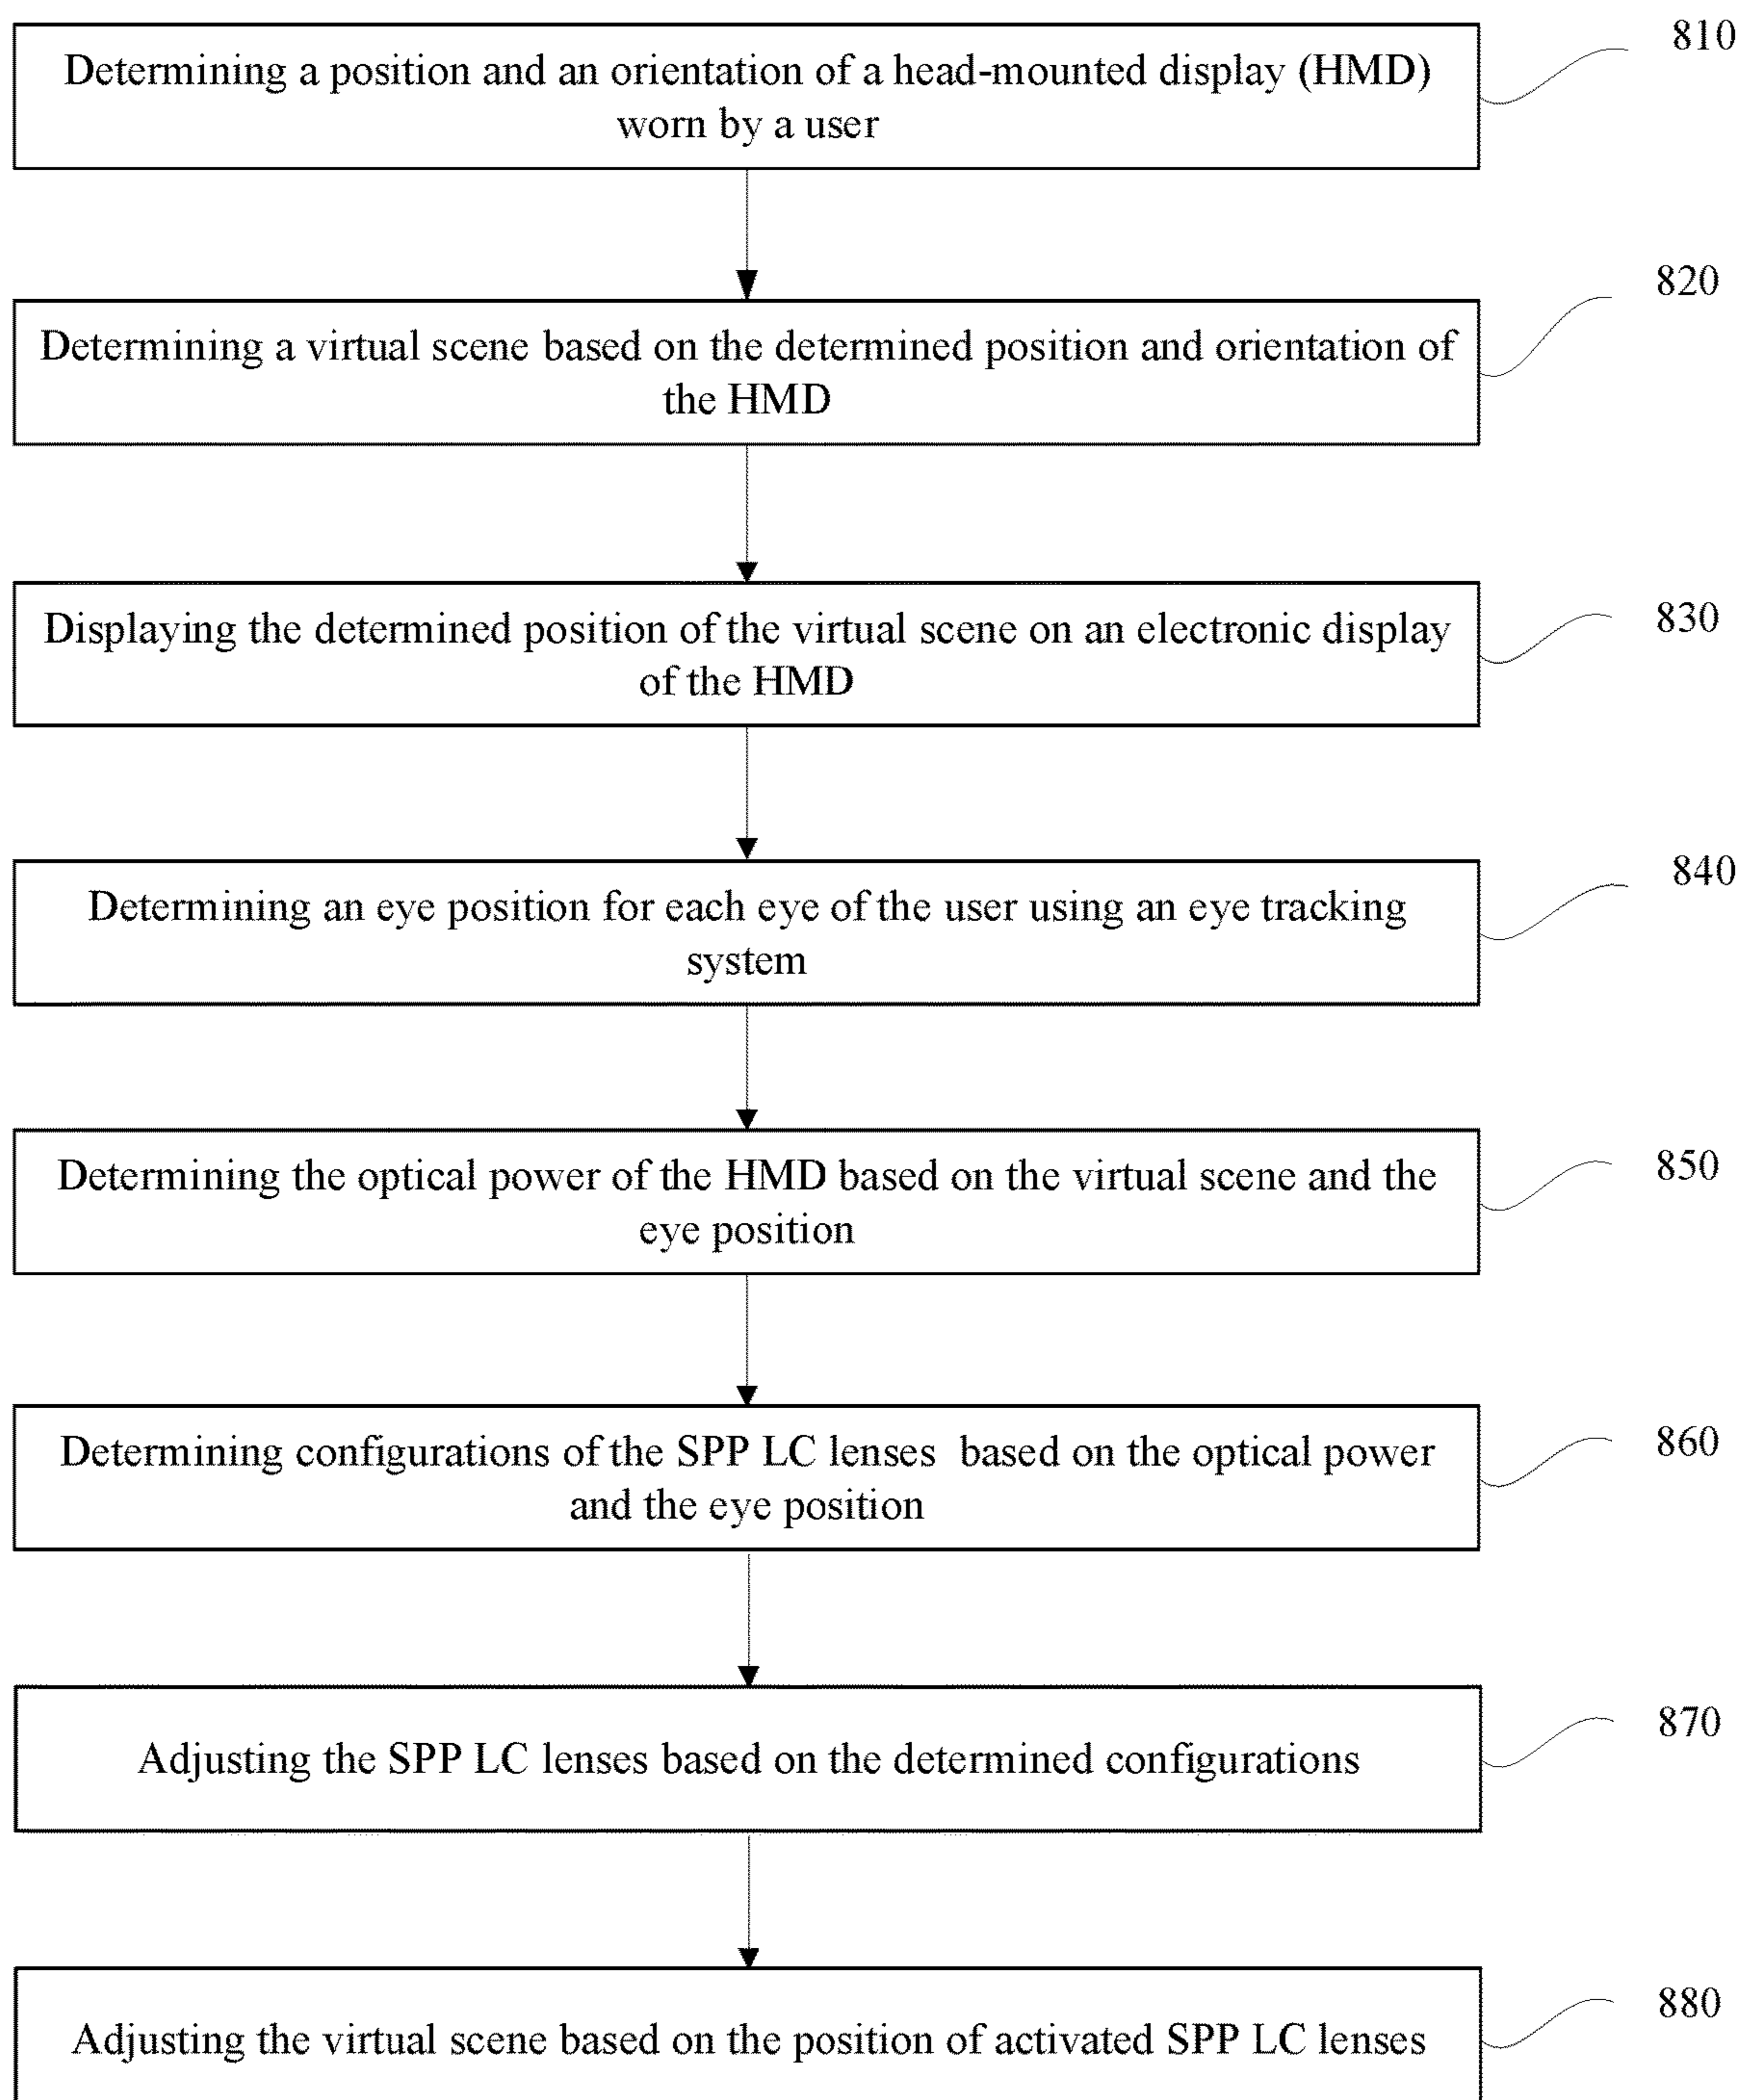 Determining a position and an orientation of a head-mounted display (HMD)
worn by a user
810
Determining a virtual scene based on the determined position and orientation of
the HMD
820
Displaying the determined position of the virtual scene on an electronic display
of the HMD
830
Determining an eye position for each eye of the user using an eye tracking
system
840
Determining the optical power of the HMD based on the virtual scene and the
eye position
850
Determining configurations of the SPP LC lenses based on the optical power
and the eye position
860
Adjusting the SPP LC lenses based on the determined configurations
870
Adjusting the virtual scene based on the position of activated SPP LC lenses
880